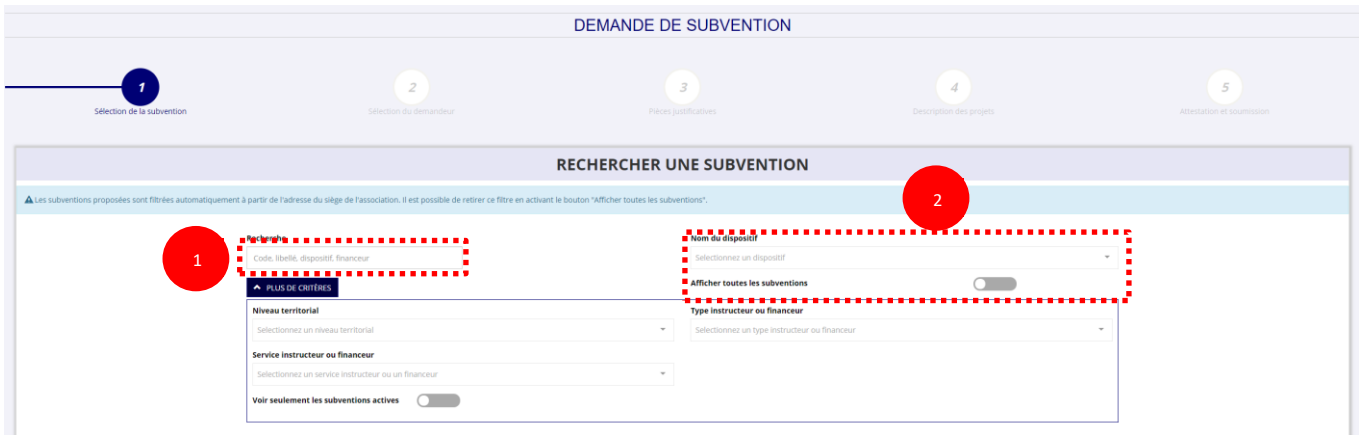 DEMANDE DE SUBVENTION
1
2
3
4
5
Sélection de la subvention
Sélection du demandeur
Pièces justificatives
Description des projets
Attestation et soumission
RECHERCHER UNE SUBVENTION
Les subventions proposées sont filtrées automatiquement à partir de l'adresse du siège de l'association. Il est possible de retirer ce filtre en activant le bouton "Afficher toutes les subventions".
2
1
Recherche
Code, libellé, dispositif, financeur
Nom du dispositif
Selectionnez un dispositif
PLUS DE CRITÈRES
Afficher toutes les subventions
Niveau territorial
Selectionnez un niveau territorial
Type instructeur ou financeur
Selectionnez un type instructeur ou financeur
Service instructeur ou financeur
Selectionnez un service instructeur ou un financeur
Voir seulement les subventions actives